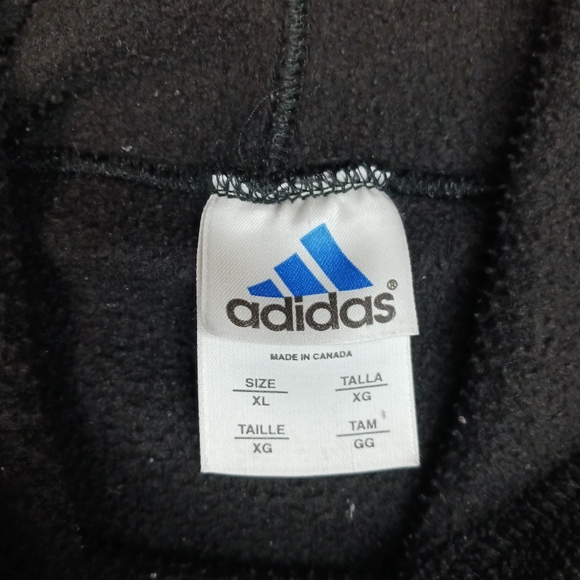 adidas®
MADE IN CANADA
SIZE TALLA
XL XG
TAILLE TAM
XG GG